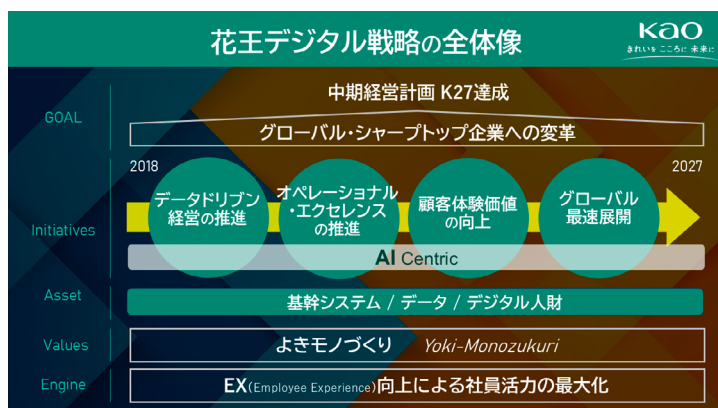 花王デジタル戦略の全体像
Kao
きれいを こころに 未来に
GOAL
中期経営計画 K27達成
グローバル・シャープトップ企業への変革
2018
2027
Initiatives
データドリブン
経営の推進
オペレーショナル
・エクセレンス
の推進
顧客体験価値
の向上
グローバル
最速展開
AI Centric
Asset
基幹システム / データ / デジタル人財
Values
よきモノづくり Yoki-Monozukuri
Engine
EX(Employee Experience)向上による社員活力の最大化